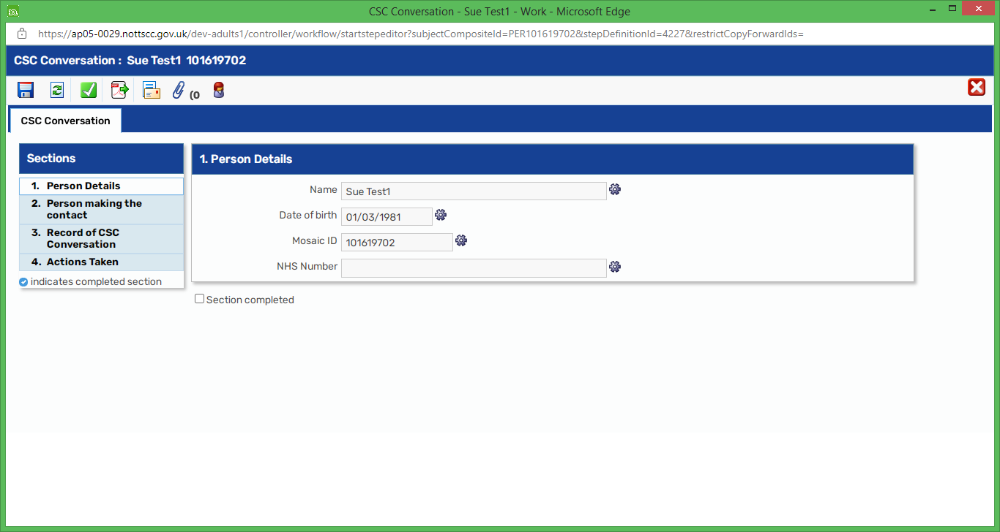 CSC Conversation - Sue Test1 - Work - Microsoft Edge
https://ap05-0029.nottscc.gov.uk/dev-adults1/controller/workflow/startstepeditor?subjectCompositeId=PER101619702&stepDefinitionId=4227&restrictCopyForwardIds=
CSC Conversation : Sue Test1 101619702
(0
CSC Conversation
Sections
1. Person Details
2. Person making the
contact
3. Record of CSC
Conversation
4. Actions Taken
indicates completed section
1. Person Details
Name Sue Test1
Date of birth 01/03/1981
Mosaic ID 101619702
NHS Number
Section completed